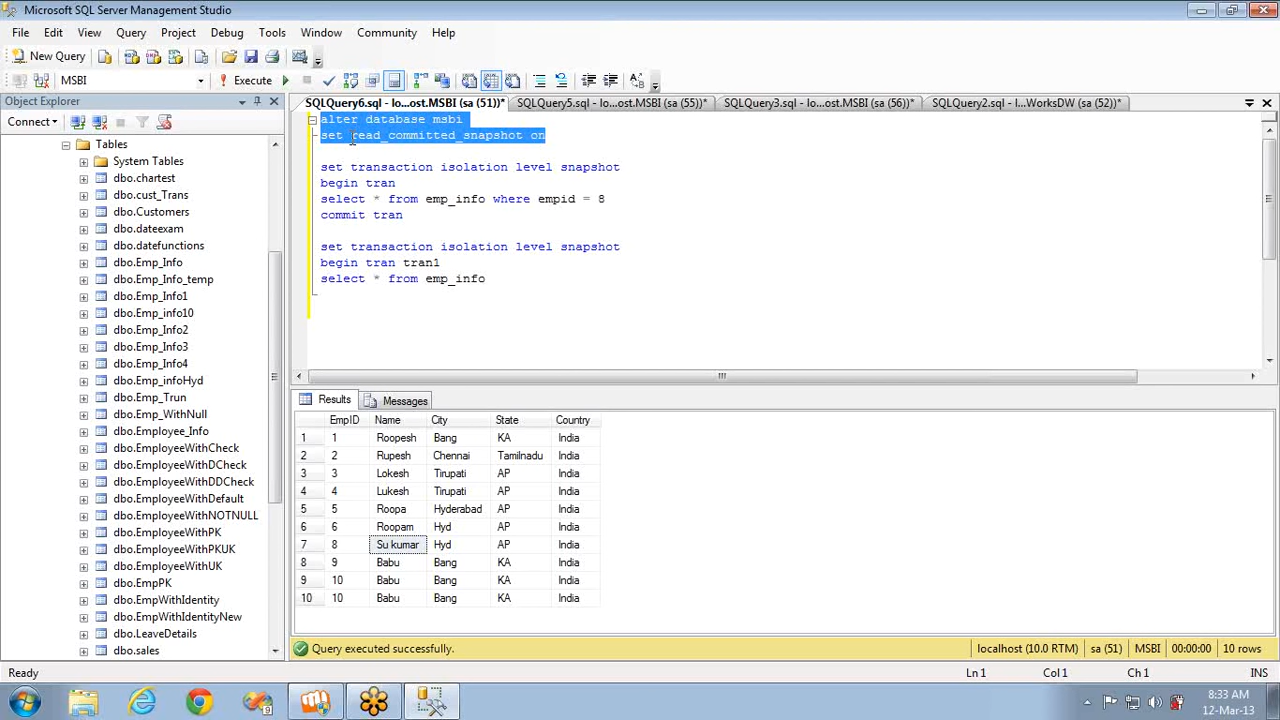 Microsoft SQL Server Management Studio
File Edit View Query Project Debug Tools Window Community Help
New Query
MSBI Execute
Object Explorer
Connect
Tables
System Tables
dbo.chartest
dbo.cust_Trans
dbo.Customers
dbo.dateexam
dbo.datefunctions
dbo.Emp_Info
dbo.Emp_Info_temp
dbo.Emp_Info1
dbo.Emp_info10
dbo.Emp_Info2
dbo.Emp_Info3
dbo.Emp_Info4
dbo.Emp_infoHyd
dbo.Emp_Trun
dbo.Emp_WithNull
dbo.Employee_Info
dbo.EmployeeWithCheck
dbo.EmployeeWithDCheck
dbo.EmployeeWithDDCheck
dbo.EmployeeWithDefault
dbo.EmployeeWithNOTNULL
dbo.EmployeeWithPK
dbo.EmployeeWithPKUK
dbo.EmployeeWithUK
dbo.EmpPK
dbo.EmpWithIdentity
dbo.EmpWithIdentityNew
dbo.LeaveDetails
dbo.sales
SQLQuery6.sql - lo...ost.MSBI (sa (51))* SQLQuery5.sql - lo...ost.MSBI (sa (55))* SQLQuery3.sql - lo...ost.MSBI (sa (56))* SQLQuery2.sql - l...WorksDW (sa (52))*
alter database msbi
set read_committed_snapshot on
set transaction isolation level snapshot
begin tran
select * from emp_info where empid = 8
commit tran
set transaction isolation level snapshot
begin tran tran1
select * from emp_info
Results Messages
EmpID Name City State Country
1 1 Roopesh Bang KA India
2 2 Rupesh Chennai Tamilnadu India
3 3 Lokesh Tirupati AP India
4 4 Lukesh Tirupati AP India
5 5 Roopa Hyderabad AP India
6 6 Roopam Hyd AP India
7 8 Su kumar Hyd AP India
8 9 Babu Bang KA India
9 10 Babu Bang KA India
10 10 Babu Bang KA India
Query executed successfully. localhost (10.0 RTM) sa (51) MSBI 00:00:00 10 rows
Ready Ln 1 Col 1 Ch 1 INS
8:33 AM
12-Mar-13